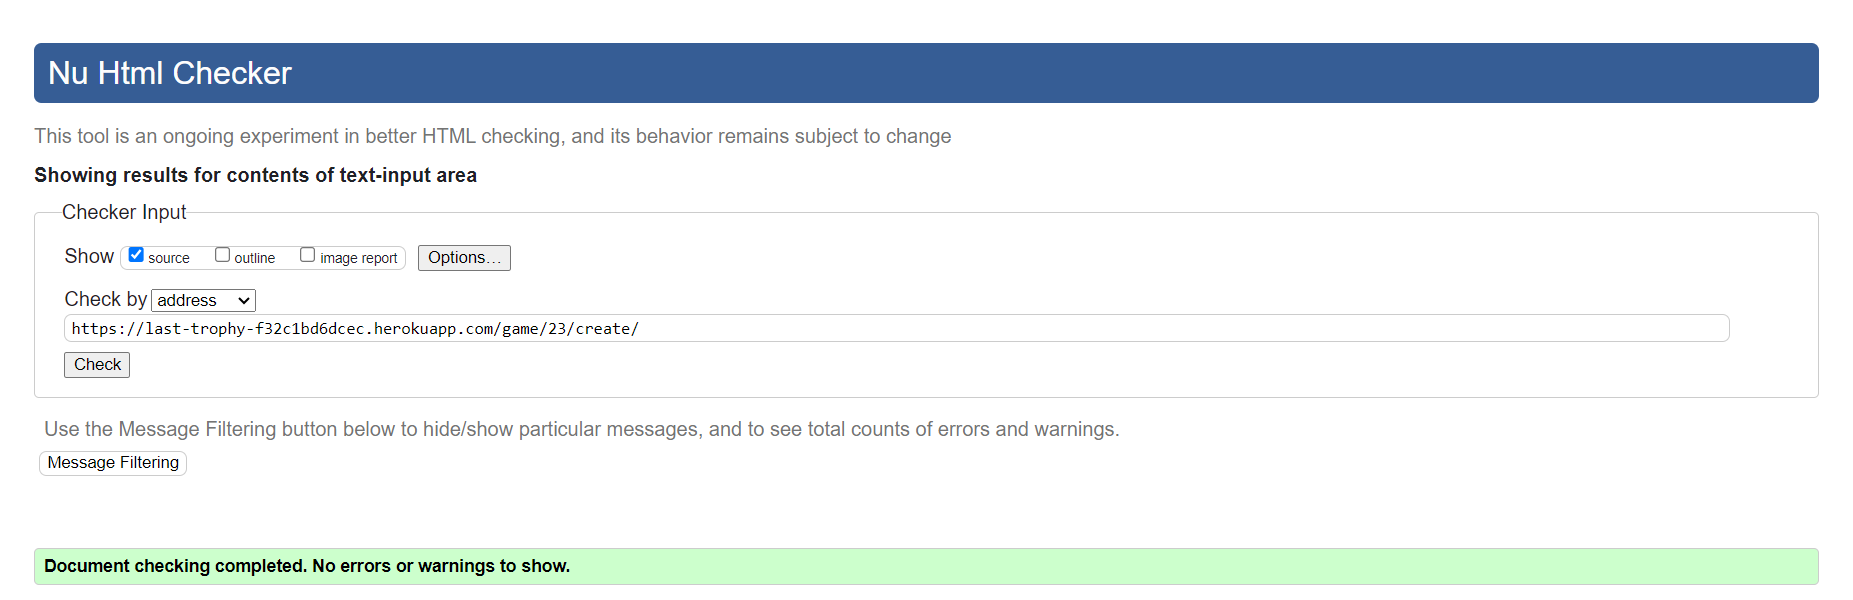 Nu Html Checker
This tool is an ongoing experiment in better HTML checking, and its behavior remains subject to change
Showing results for contents of text-input area
Checker Input
Show source outline image report Options...
Check by address
https://last-trophy-f32c1bd6dcec.herokuapp.com/game/23/create/
Check
Use the Message Filtering button below to hide/show particular messages, and to see total counts of errors and warnings.
Message Filtering
Document checking completed. No errors or warnings to show.